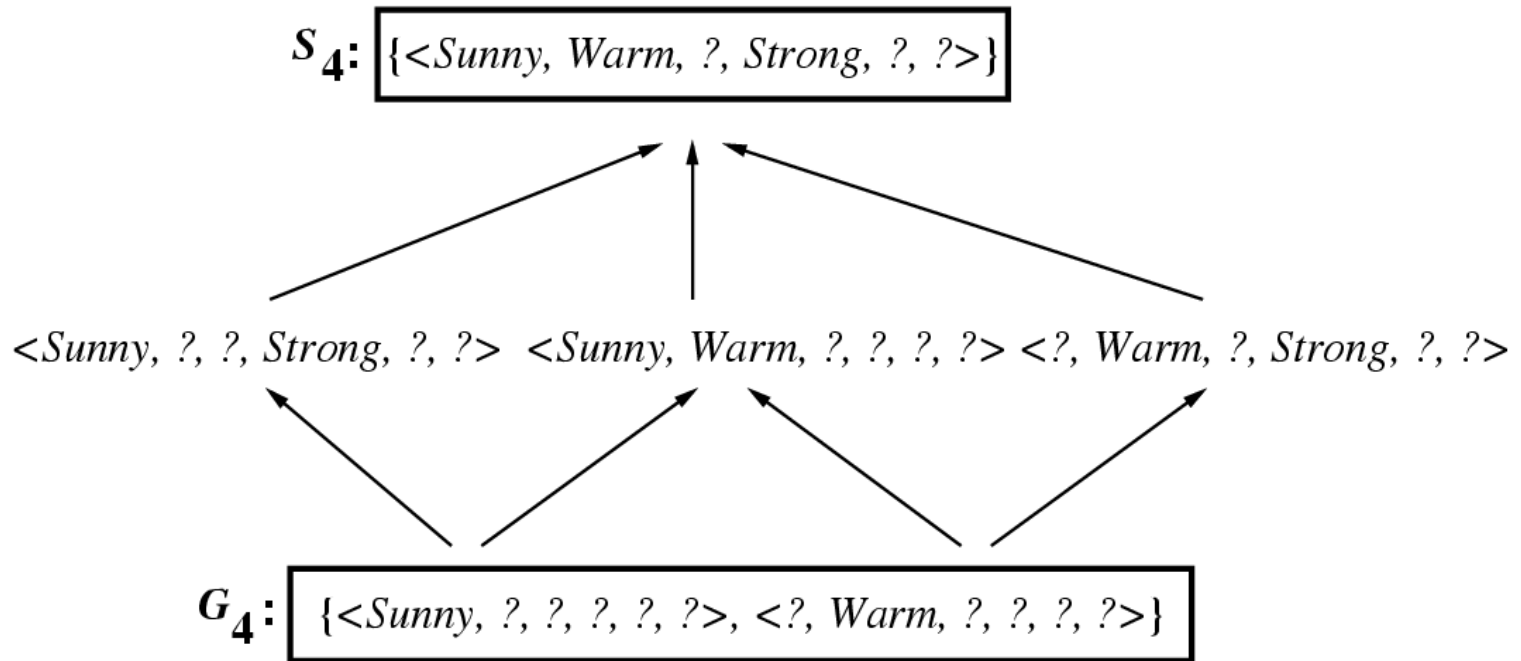 S4: {<Sunny, Warm, ?, Strong, ?, ?>}
<Sunny, ?, ?, Strong, ?, ?> <Sunny, Warm, ?, ?, ?, ?> <?, Warm, ?, Strong, ?, ?>
G4: {<Sunny, ?, ?, ?, ?, ?>, <?, Warm, ?, ?, ?, ?>}